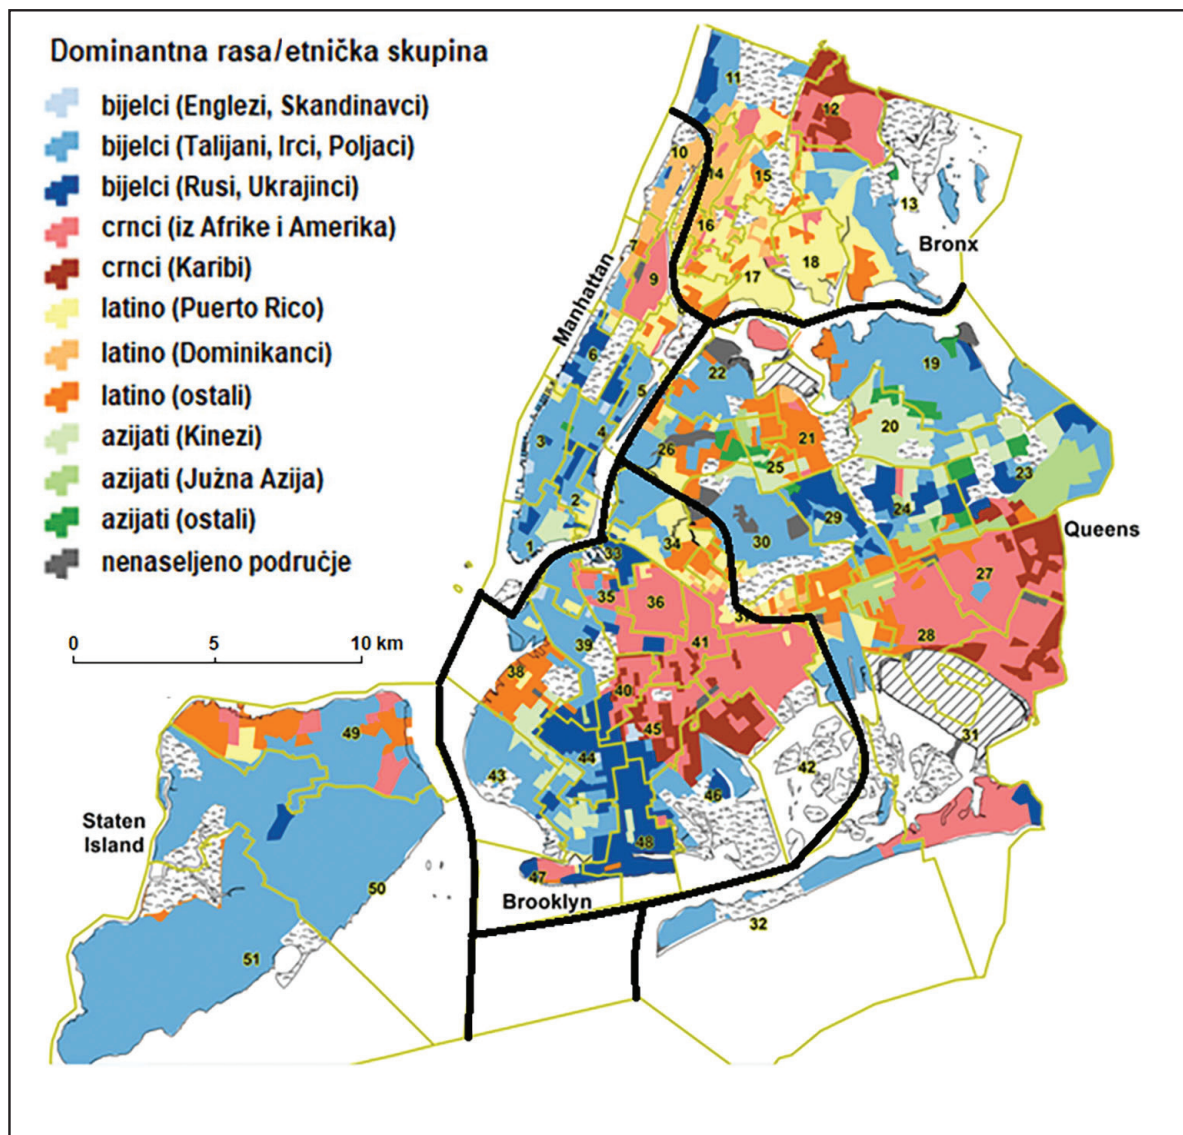 Dominantna rasa/etnička skupina
bijelci (Englezi, Skandinavci)
bijelci (Talijani, Irci, Poljaci)
bijelci (Rusi, Ukrajinci)
crnci (iz Afrike i Amerika)
crnci (Karibi)
latino (Puerto Rico)
latino (Dominikanci)
latino (ostali)
azijati (Kinezi)
azijati (Južna Azija)
azijati (ostali)
nenaseljeno područje
0 5 10 km
Manhattan
Bronx
Queens
Brooklyn
Staten
Island
11
12
10
14
15
13
16
7
9
17
18
6
5
22
19
3
4
26
21
20
25
23
2
29
24
1
33
34
30
35
36
27
37
39
41
28
38
40
45
31
49
44
42
43
46
48
47
50
32
51